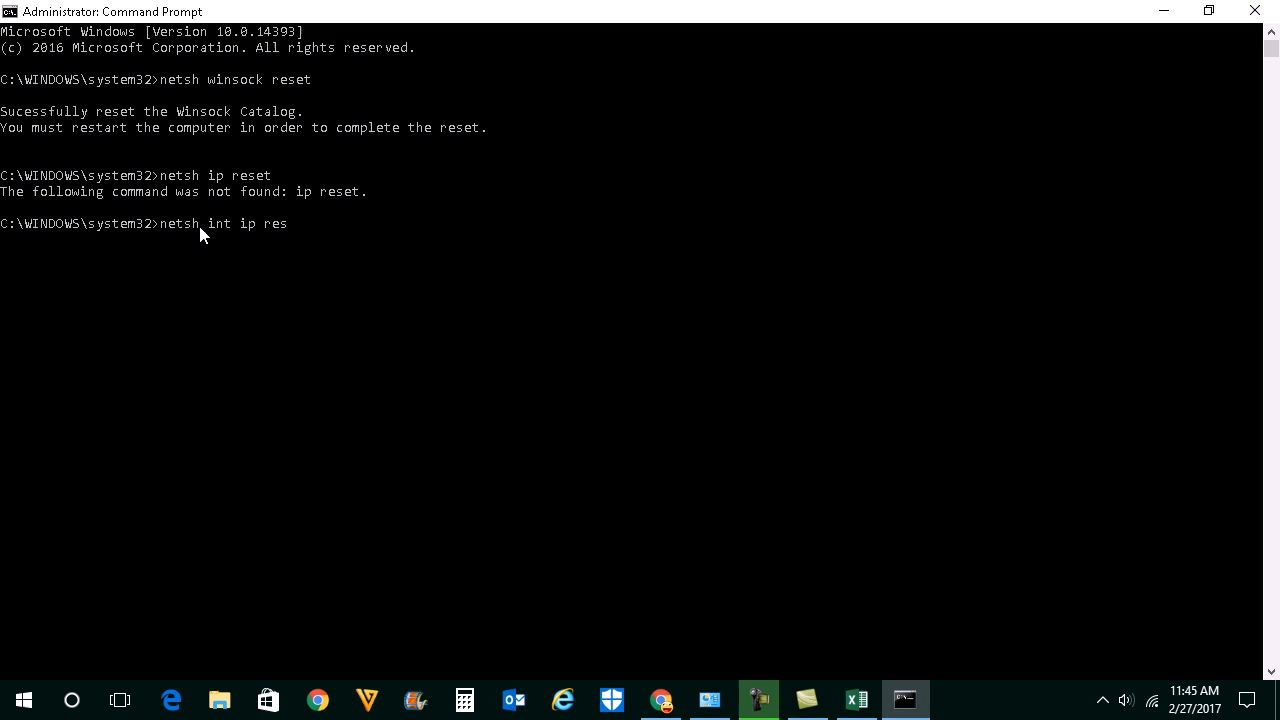 Administrator: Command Prompt
Microsoft Windows [Version 10.0.14393]
(c) 2016 Microsoft Corporation. All rights reserved.
C:\WINDOWS\system32>netsh winsock reset
Sucessfully reset the Winsock Catalog.
You must restart the computer in order to complete the reset.
C:\WINDOWS\system32>netsh ip reset
The following command was not found: ip reset.
C:\WINDOWS\system32>netsh int ip res
11:45 AM
2/27/2017